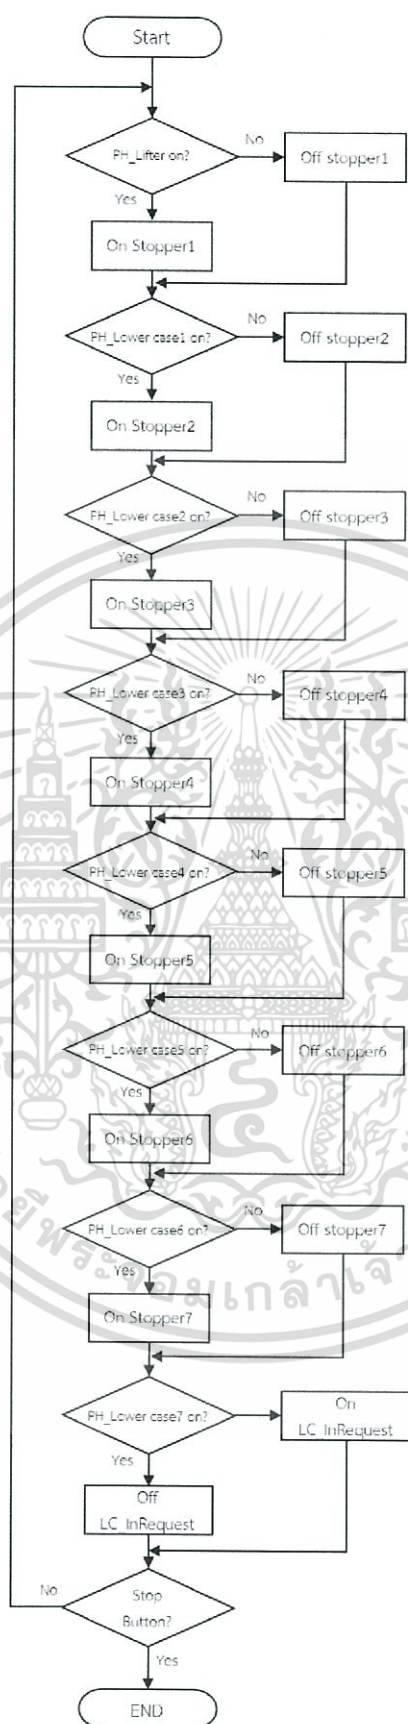 Start
PH_Lifter on?
No
Off stopper1
Yes
On Stopper1
PH_Lower case1 on?
No
Off stopper2
Yes
On Stopper2
PH_Lower case2 on?
No
Off stopper3
Yes
On Stopper3
PH_Lower case3 on?
No
Off stopper4
Yes
On Stopper4
PH_Lower case4 on?
No
Off stopper5
Yes
On Stopper5
PH_Lower case5 on?
No
Off stopper6
Yes
On Stopper6
PH_Lower case6 on?
No
Off stopper7
Yes
On Stopper7
PH_Lower case7 on?
On
LC_InRequest
Yes
Off
LC_InRequest
No
Stop
Button?
Yes
END